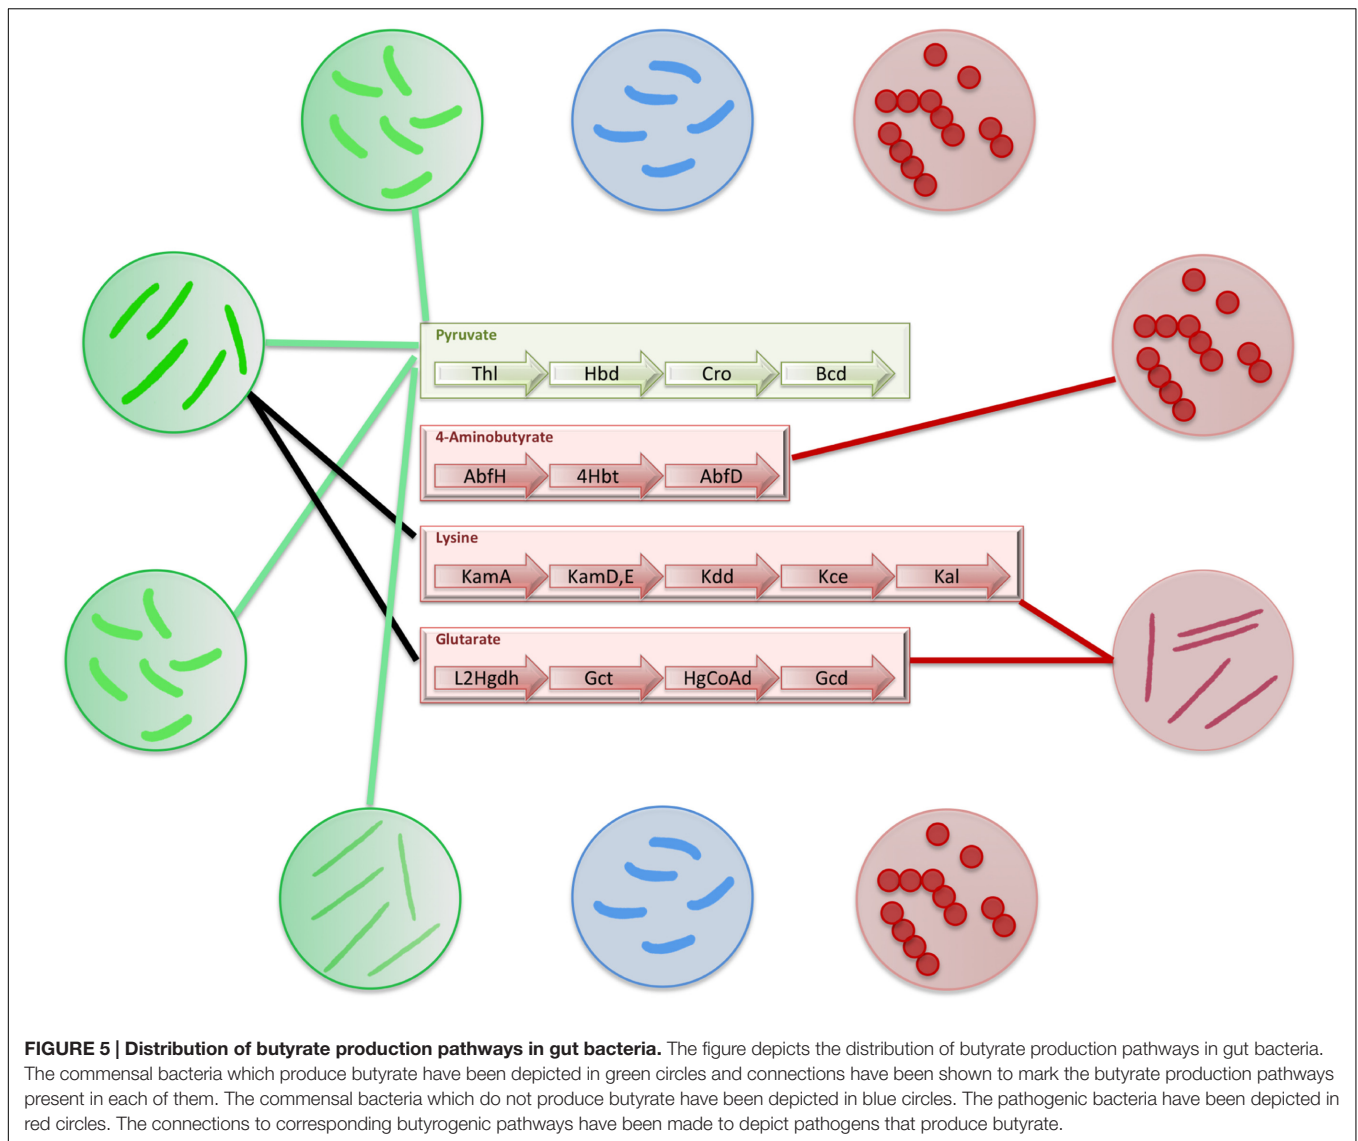 Pyruvate
Thl Hbd Cro Bcd
4-Aminobutyrate
AbfH 4Hbt AbfD
Lysine
KamA KamD,E Kdd Kce Kal
Glutarate
L2Hgdh Gct HgCoAd Gcd
FIGURE 5 | Distribution of butyrate production pathways in gut bacteria. The figure depicts the distribution of butyrate production pathways in gut bacteria.
The commensal bacteria which produce butyrate have been depicted in green circles and connections have been shown to mark the butyrate production pathways
present in each of them. The commensal bacteria which do not produce butyrate have been depicted in blue circles. The pathogenic bacteria have been depicted in
red circles. The connections to corresponding butyrogenic pathways have been made to depict pathogens that produce butyrate.